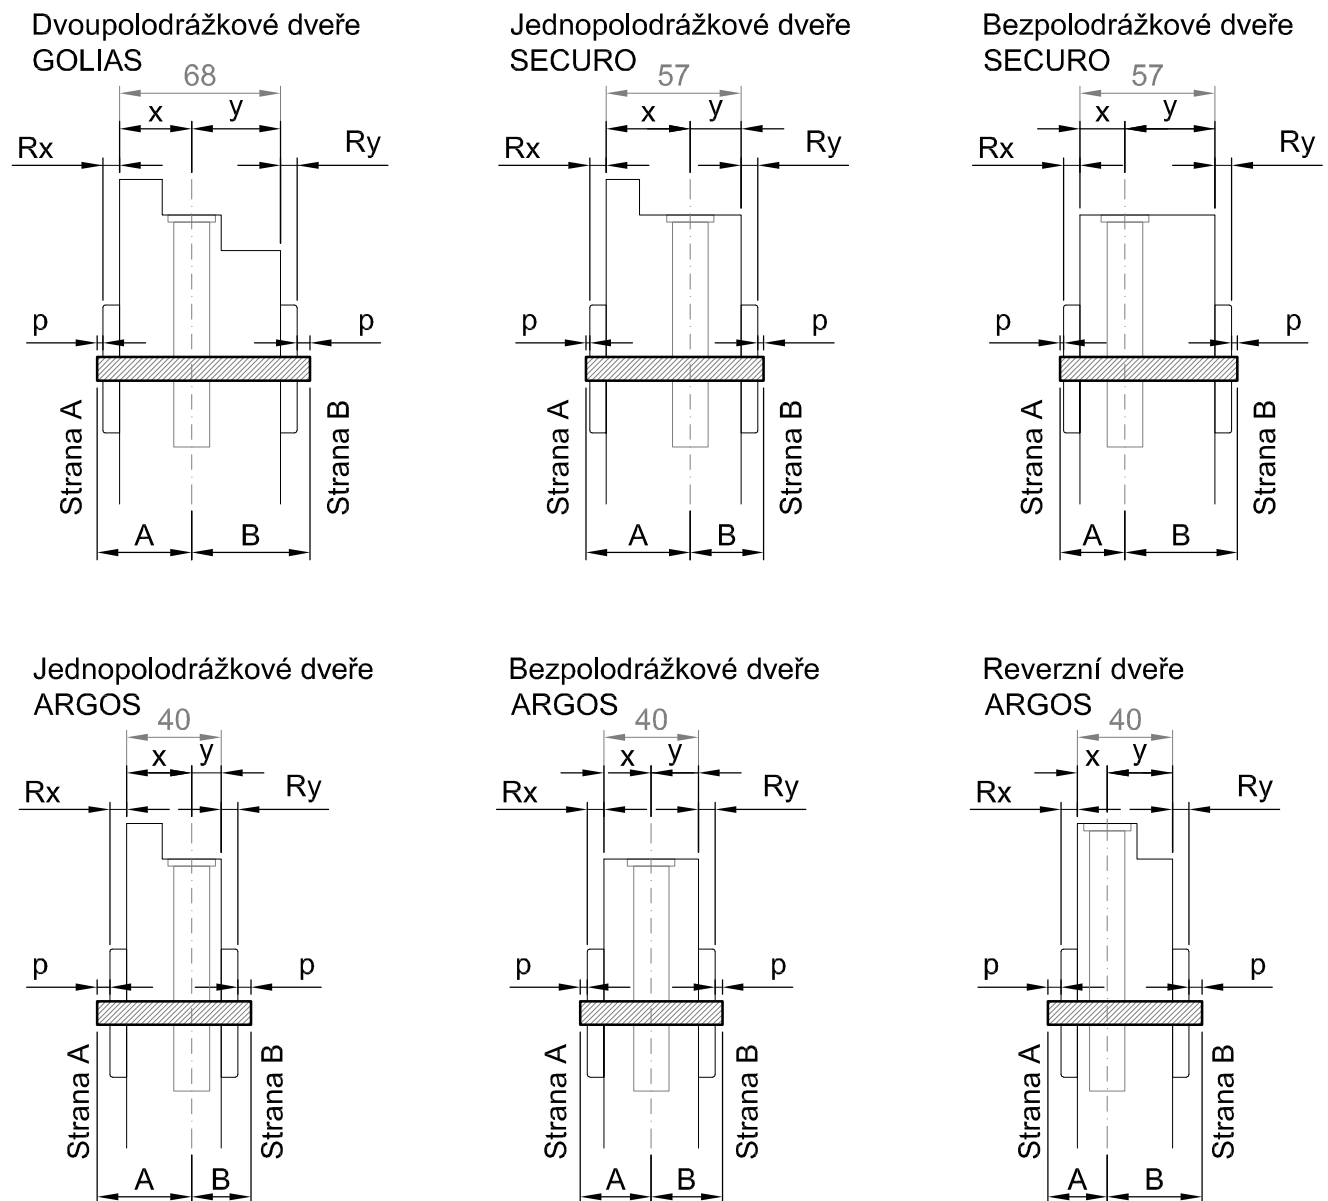 Dvoupolodrážkové dveře
GOLIAS
68
x
y
Rx
Ry
p
p
Strana A
Strana B
A
B
Jednopolodrážkové dveře
SECURO
57
x
y
Rx
Ry
p
p
Strana A
Strana B
A
B
Bezpolodrážkové dveře
SECURO
57
x
y
Rx
Ry
p
p
Strana A
Strana B
A
B
Jednopolodrážkové dveře
ARGOS
40
x
y
Rx
Ry
p
p
Strana A
Strana B
A
B
Bezpolodrážkové dveře
ARGOS
40
x
y
Rx
Ry
p
p
Strana A
Strana B
A
B
Reverzní dveře
ARGOS
40
x
y
Rx
Ry
p
p
Strana A
Strana B
A
B